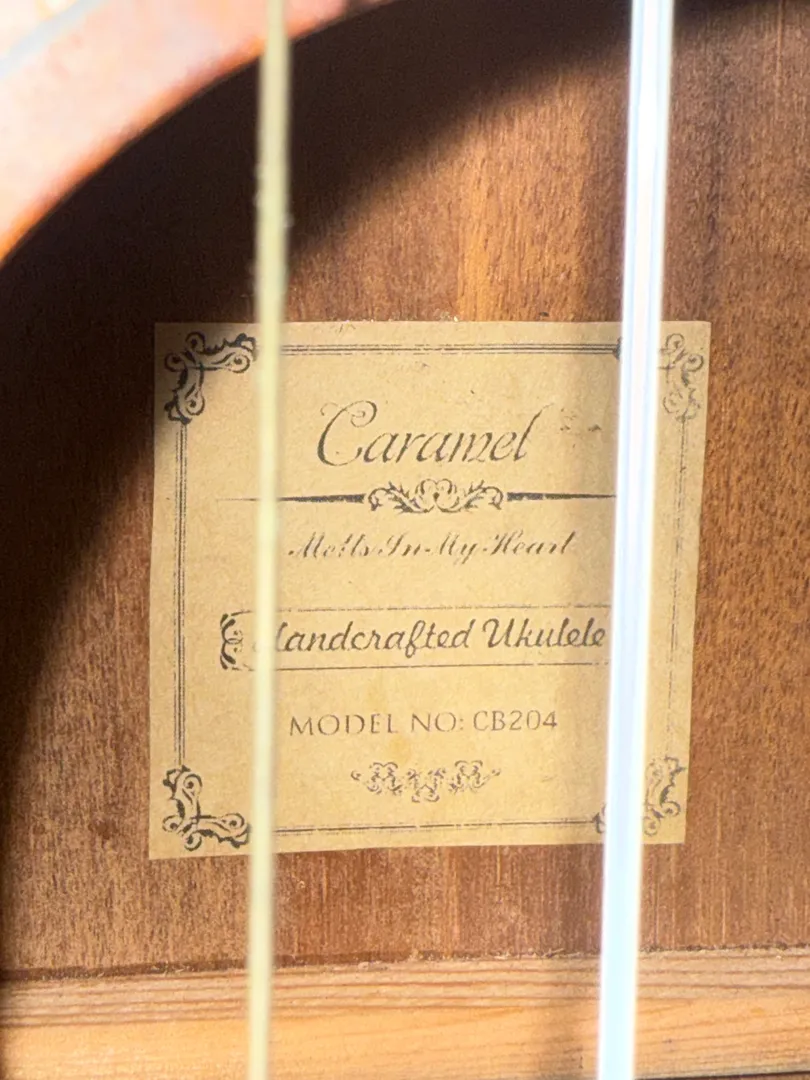 Caramel
Melts In My Heart
Handcrafted Ukulele
MODEL NO: CB204